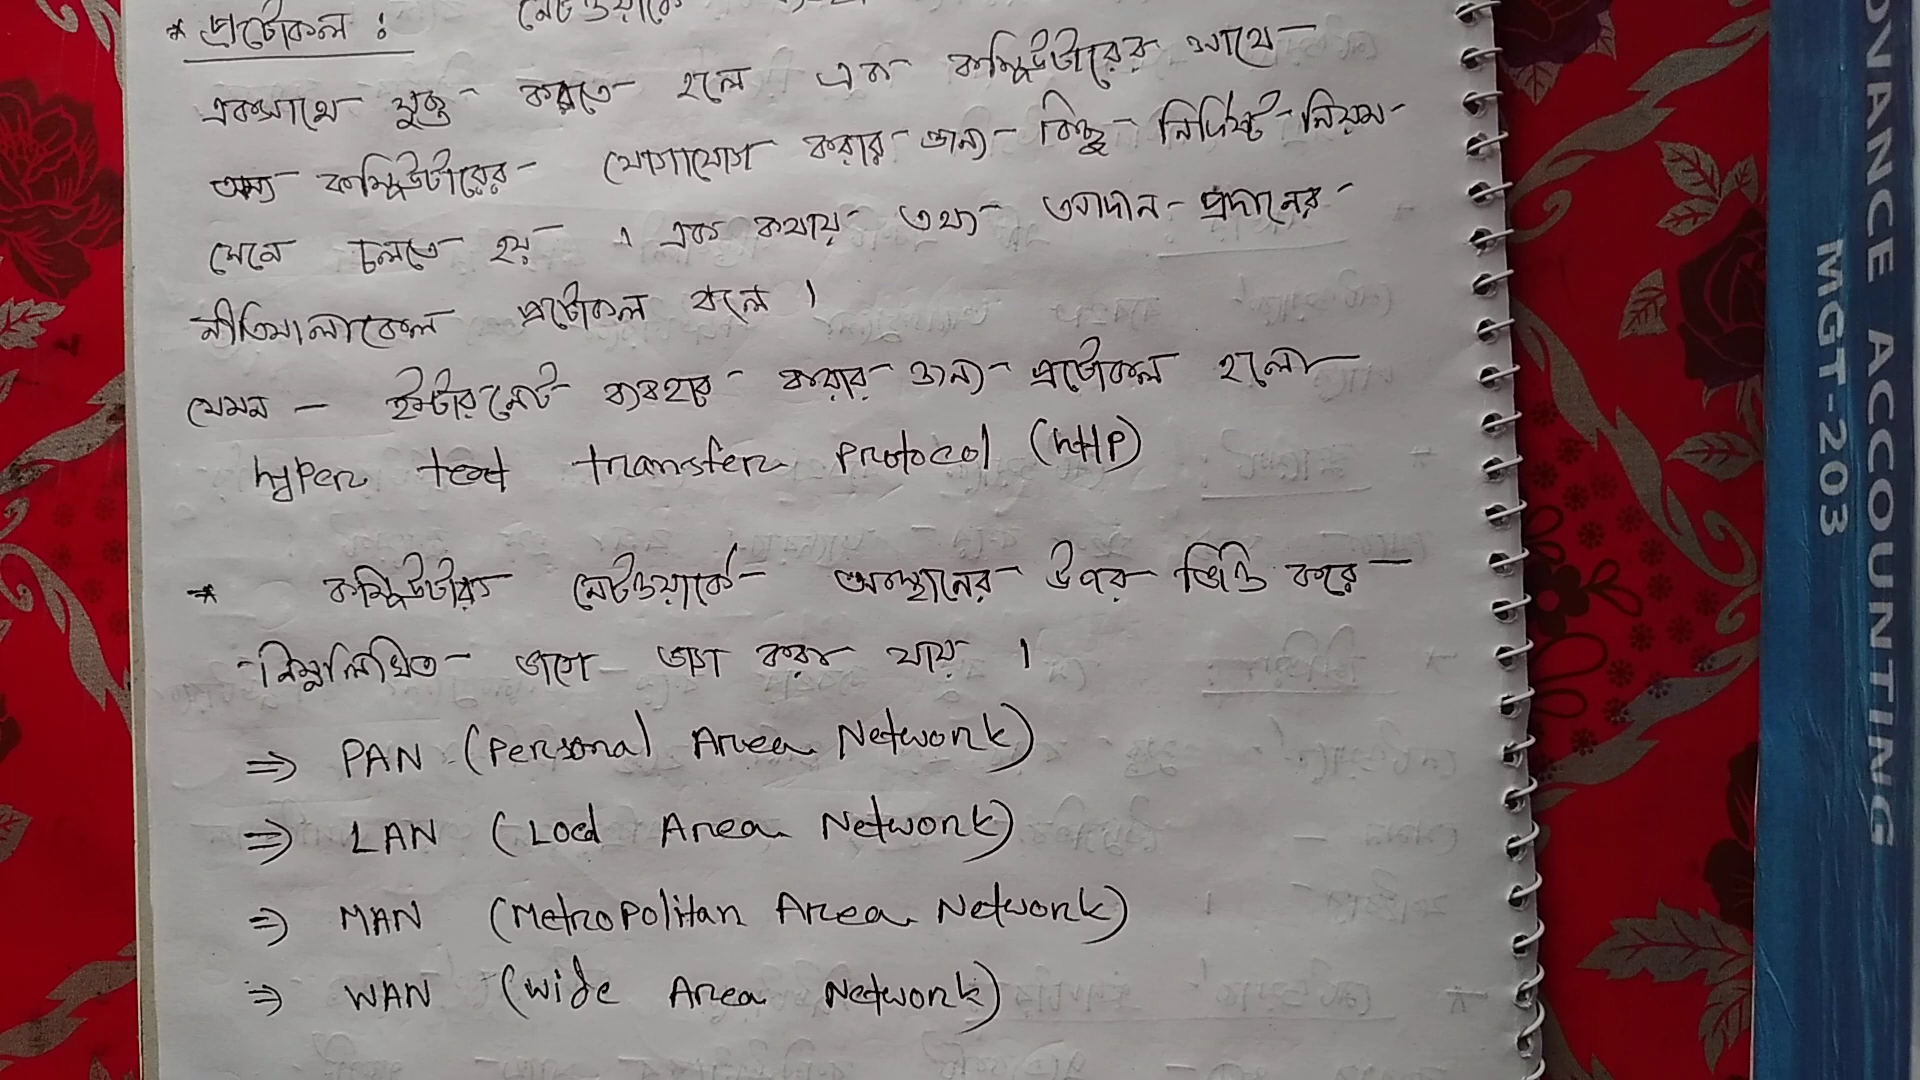 * প্রটোকল : নেটওয়ার্কে
একসাথে যুক্ত করতে হলে এক কম্পিউটারের সাথে
অন্য কম্পিউটারের যোগাযোগ করার জন্য কিছু নির্দিষ্ট নিয়ম
মেনে চলতে হয় । এক কথায় তথ্য আদান-প্রদানের
নীতিমালাকেল প্রটোকল বলে ।
যেমন - ইন্টারনেট ব্যবহার করার জন্য প্রটোকল হলো
hyper text transfer protocol (http)
* কম্পিউটার নেটওয়ার্কে অবস্থানের উপর ভিত্তি করে
নিম্নলিখিত ভাগে ভাগ করা যায় ।
⇒ PAN (Personal Area Network)
⇒ LAN (Local Area Network)
⇒ MAN (Metropolitan Area Network)
⇒ WAN (Wide Area Network)
DVANCE ACCOUNTING
MGT-203